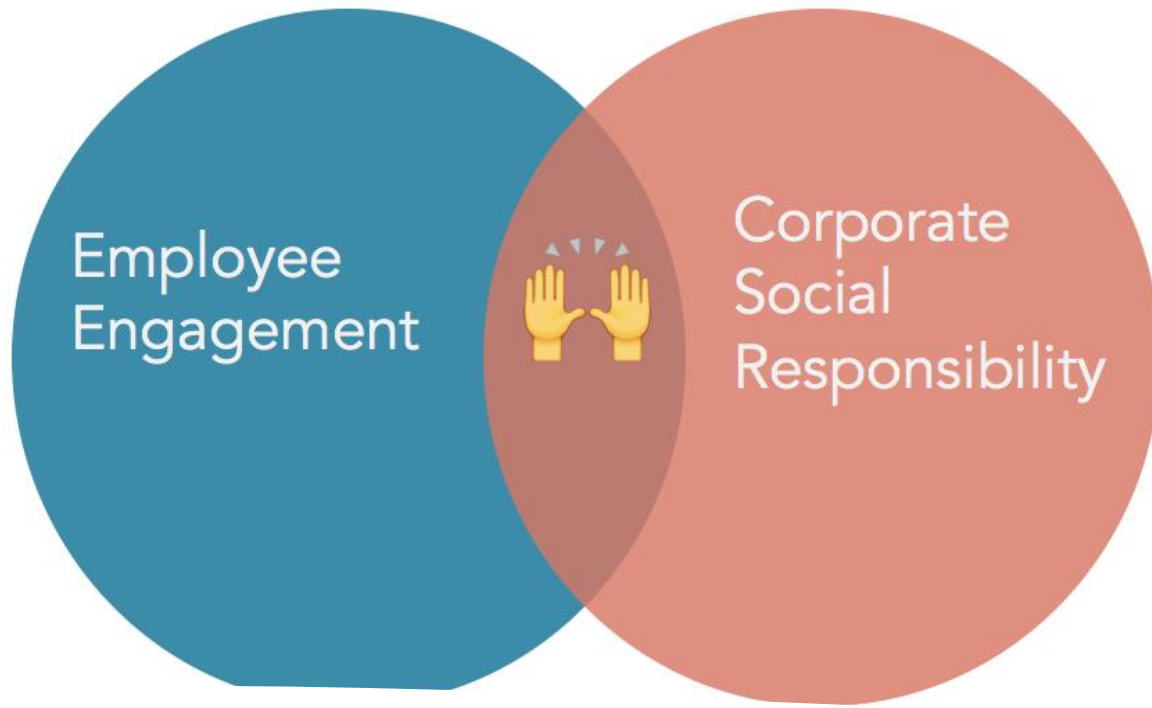 Employee
Engagement
Corporate
Social
Responsibility